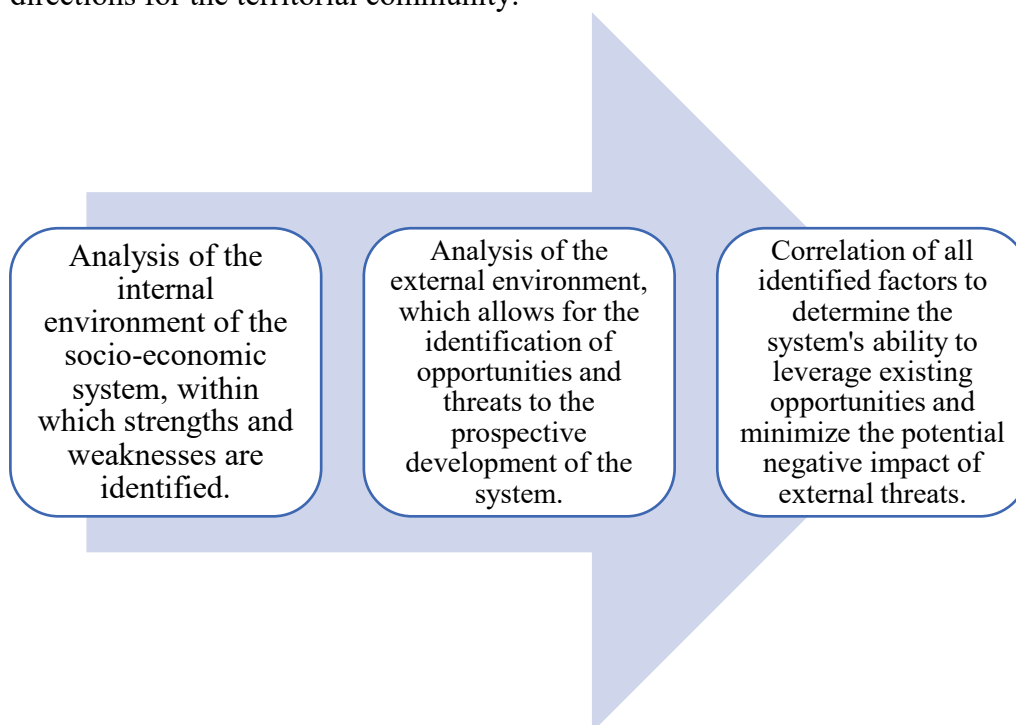 directions for the territorial community.
Analysis of the
internal
environment of the
socio-economic
system, within
which strengths and
weaknesses are
identified.
Analysis of the
external environment,
which allows for the
identification of
opportunities and
threats to the
prospective
development of the
system.
Correlation of all
identified factors to
determine the
system's ability to
leverage existing
opportunities and
minimize the potential
negative impact of
external threats.